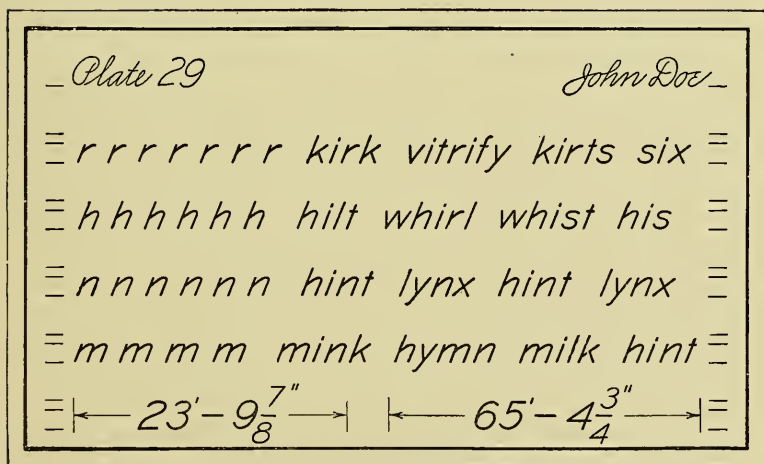 Plate 29 John Doe
r r r r r r r kirk vitrify kirts six
h h h h h h hilt whirl whist his
n n n n n n hint lynx hint lynx
m m m m mink hymn milk hint
23'-9 7/8" 65'-4 3/4"